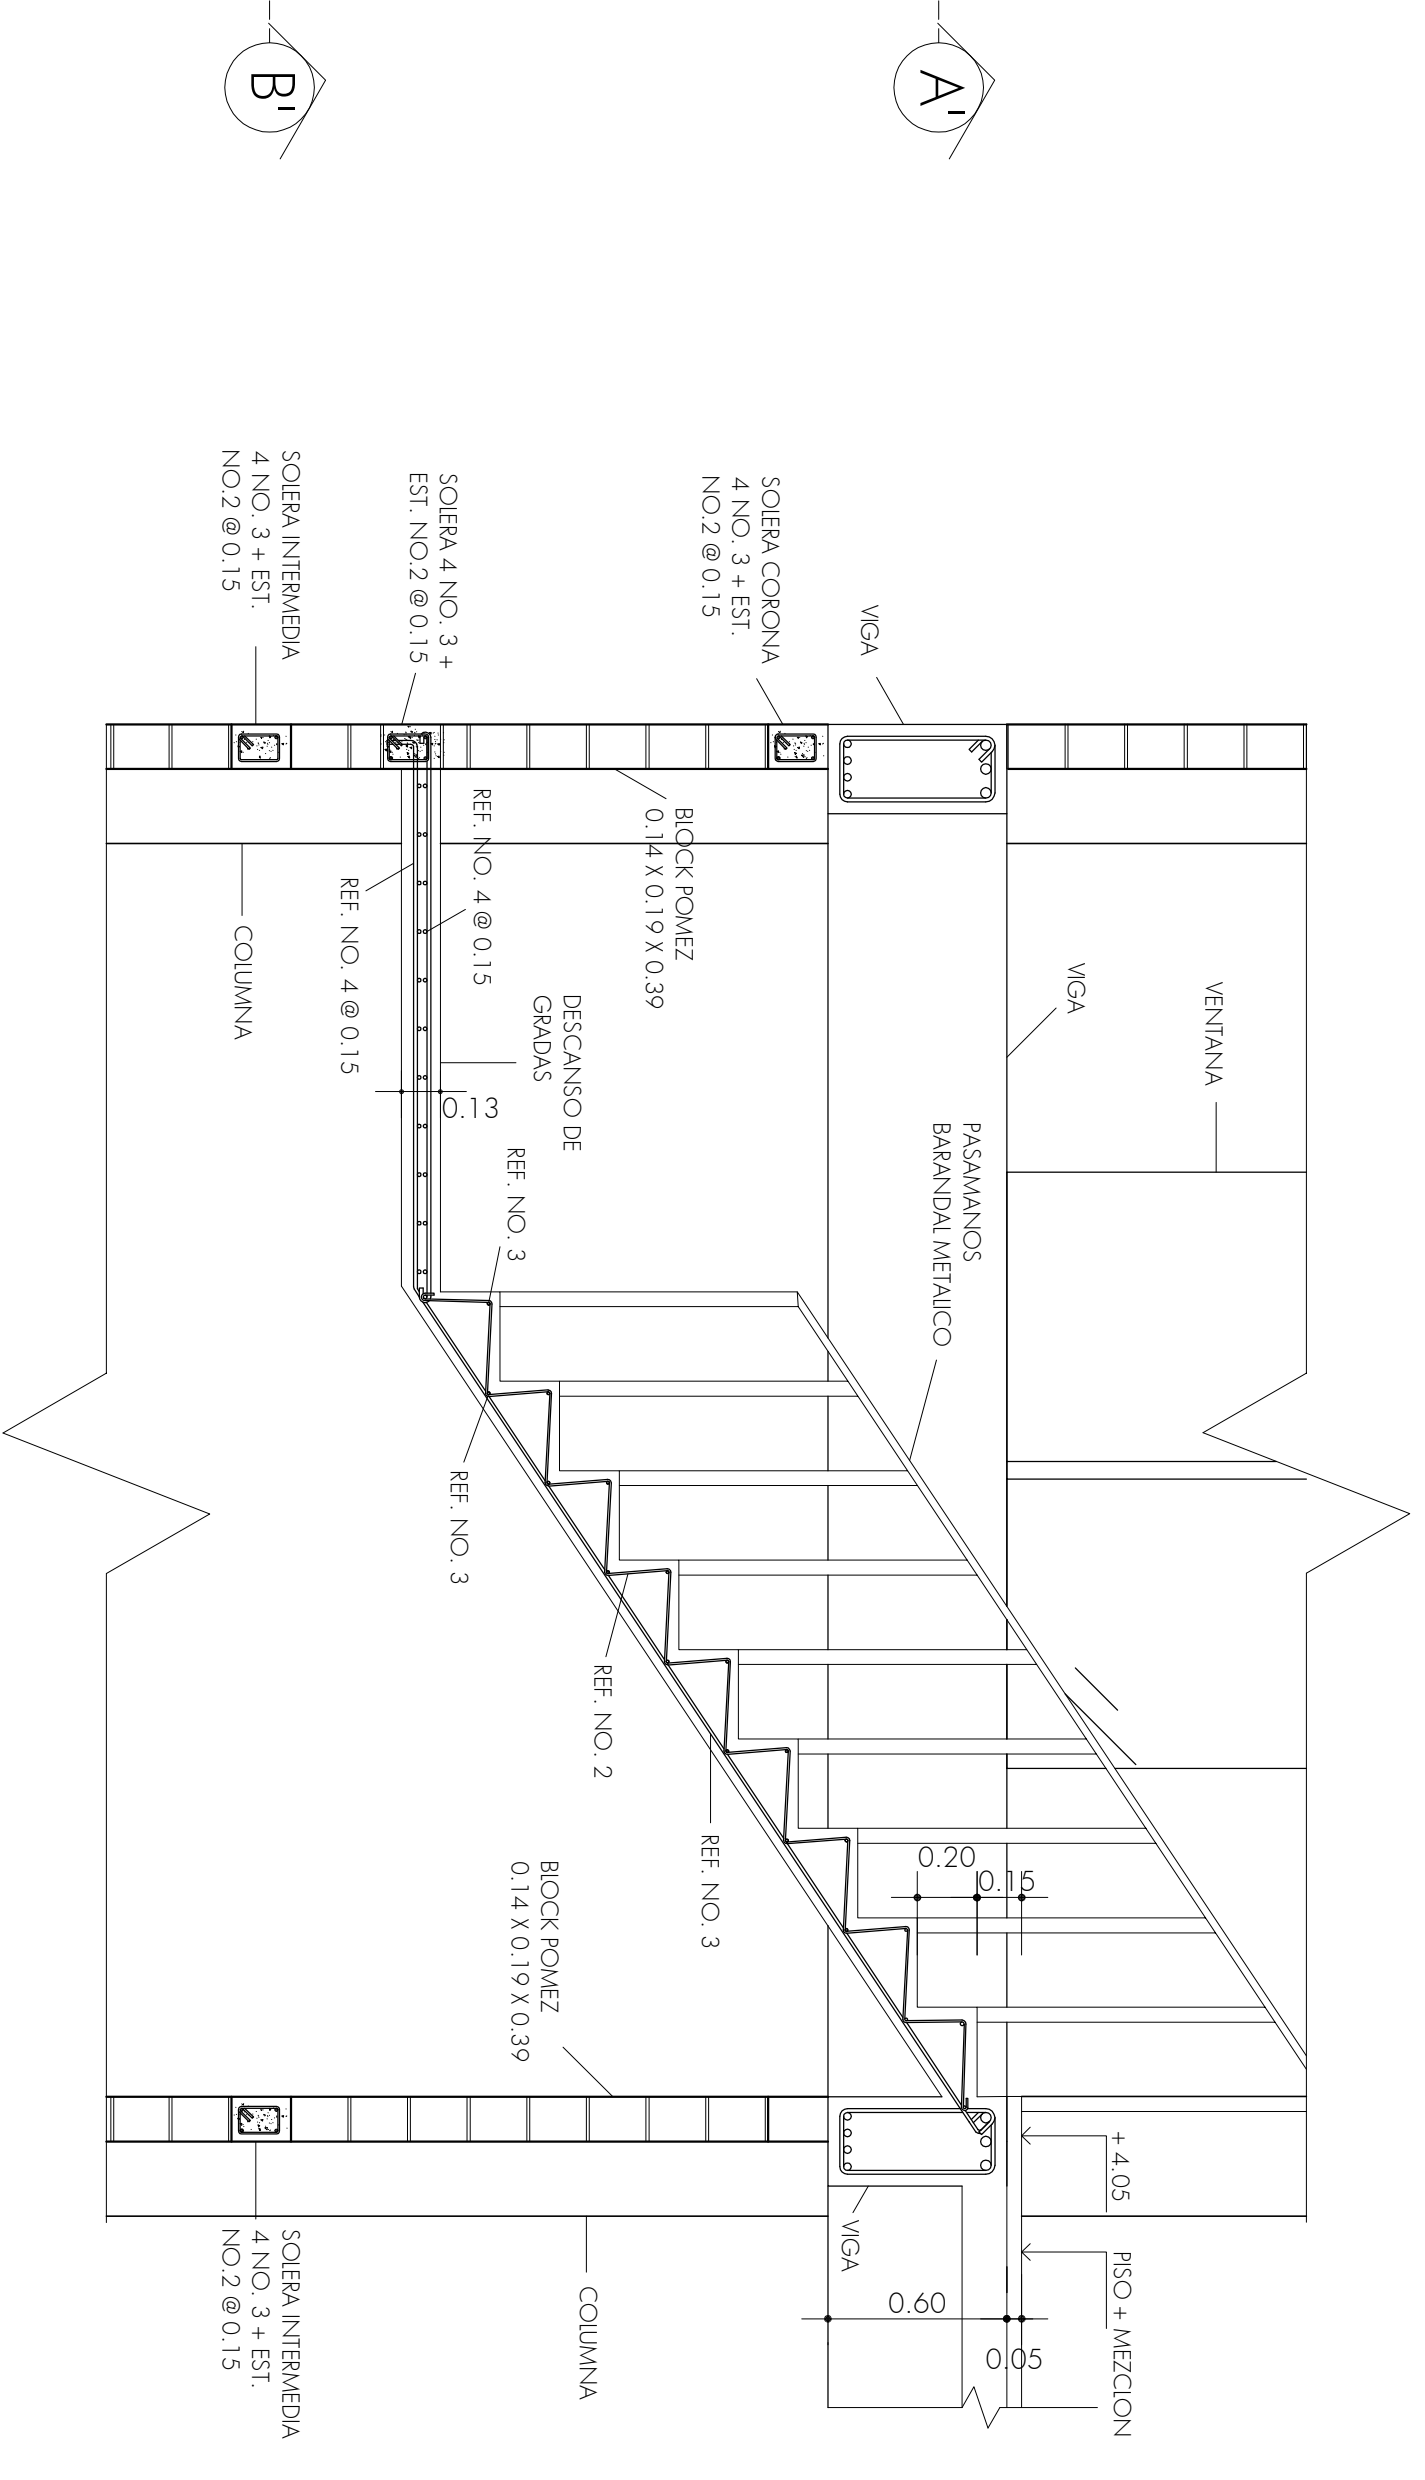 A'
B'
VENTANA
VIGA
PASAMANOS
BARANDAL METALICO
+ 4.05
PISO + MEZCLON
VIGA
SOLERA CORONA
4 NO. 3 + EST.
NO.2 @ 0.15
BLOCK POMEZ
0.14 X 0.19 X 0.39
0.20
0.15
VIGA
0.60
0.05
DESCANSO DE
GRADAS
REF. NO. 4 @ 0.15
0.13
REF. NO. 3
REF. NO. 3
REF. NO. 2
REF. NO. 3
SOLERA 4 NO. 3 +
EST. NO.2 @ 0.15
REF. NO. 4 @ 0.15
BLOCK POMEZ
0.14 X 0.19 X 0.39
COLUMNA
SOLERA INTERMEDIA
4 NO. 3 + EST.
NO.2 @ 0.15
COLUMNA
SOLERA INTERMEDIA
4 NO. 3 + EST.
NO.2 @ 0.15